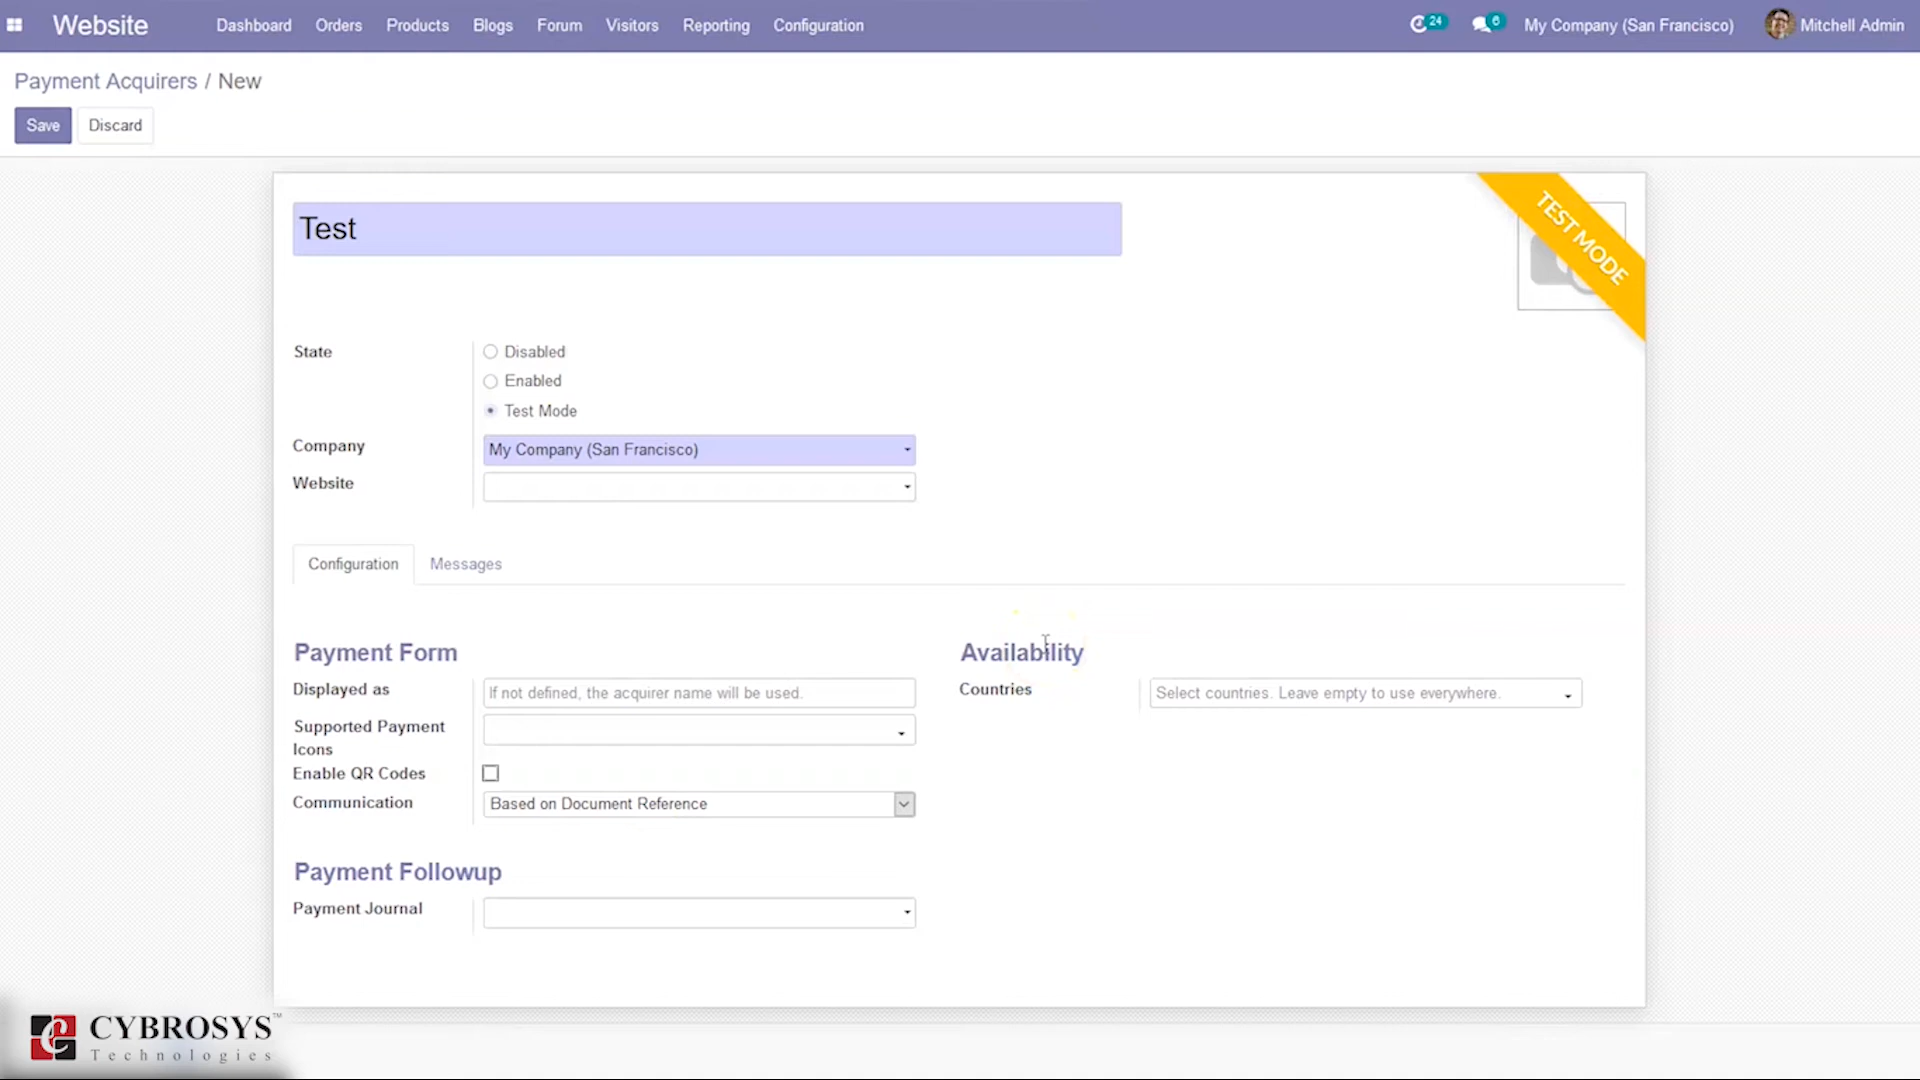 Website Dashboard Orders Products Blogs Forum Visitors Reporting Configuration 24 6 My Company (San Francisco) Mitchell Admin
Payment Acquirers / New
Save Discard
TEST MODE
Test
State Disabled
Enabled
Test Mode
Company My Company (San Francisco)
Website
Configuration Messages
Payment Form Availability
Displayed as If not defined, the acquirer name will be used. Countries Select countries. Leave empty to use everywhere.
Supported Payment
Icons
Enable QR Codes
Communication Based on Document Reference
Payment Followup
Payment Journal
CYBROSYS™
Technologies